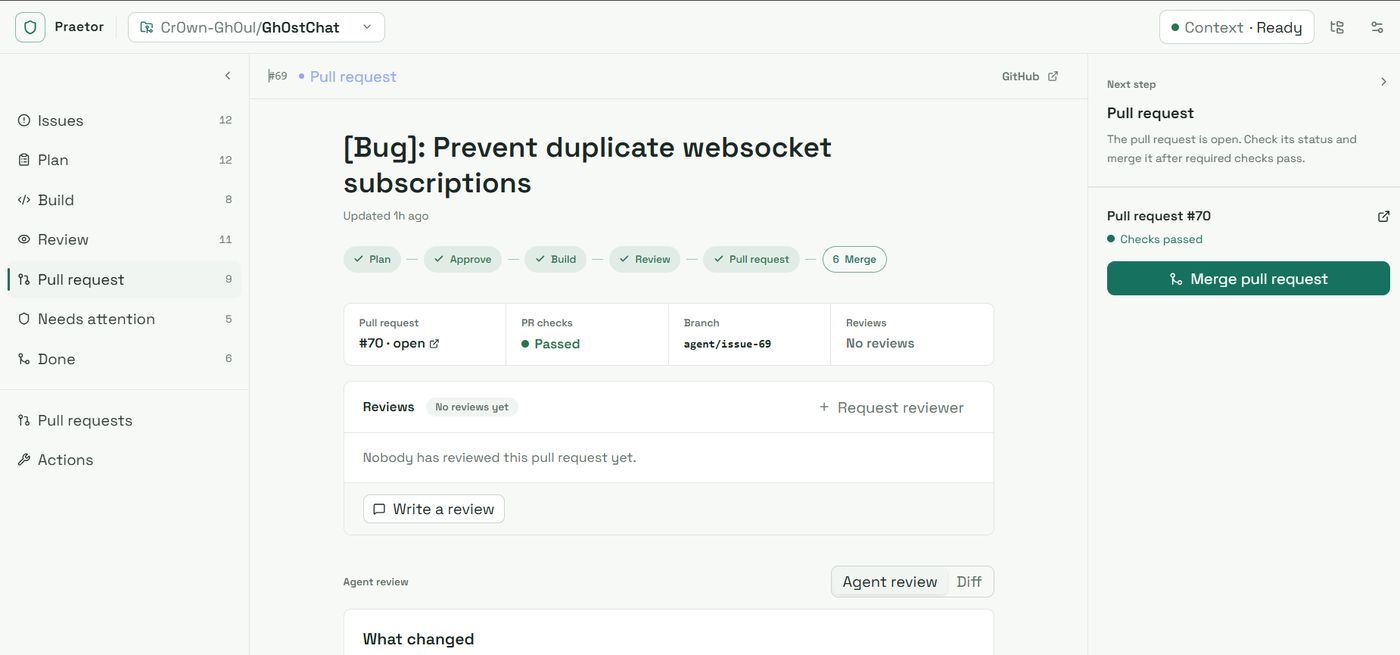 Praetor
Cr0wn-Gh0ul/Gh0stChat
Context · Ready
Issues 12
Plan 12
Build 8
Review 11
Pull request 9
Needs attention 5
Done 6
Pull requests
Actions
#69 Pull request
GitHub
[Bug]: Prevent duplicate websocket
subscriptions
Updated 1h ago
Plan
Approve
Build
Review
Pull request
6 Merge
Pull request
#70 · open
PR checks
Passed
Branch
agent/issue-69
Reviews
No reviews
Reviews
No reviews yet
+ Request reviewer
Nobody has reviewed this pull request yet.
Write a review
Agent review
Agent review
Diff
What changed
Next step
Pull request
The pull request is open. Check its status and
merge it after required checks pass.
Pull request #70
Checks passed
Merge pull request